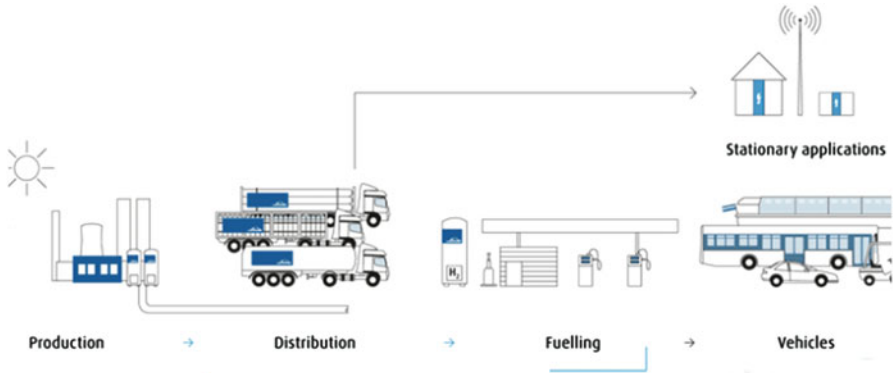 Stationary applications
H2
Production → Distribution → Fuelling → Vehicles